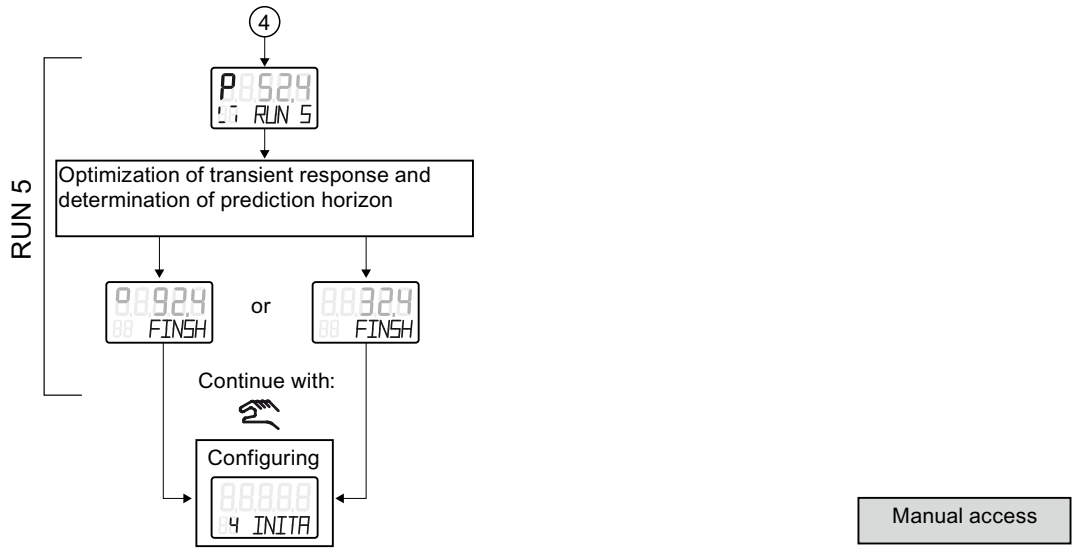 4
P 52.4
RUN 5
RUN 5
Optimization of transient response and
determination of prediction horizon
92.4
FINSH
or
32.4
FINSH
Continue with:
Configuring
4 INITA
Manual access